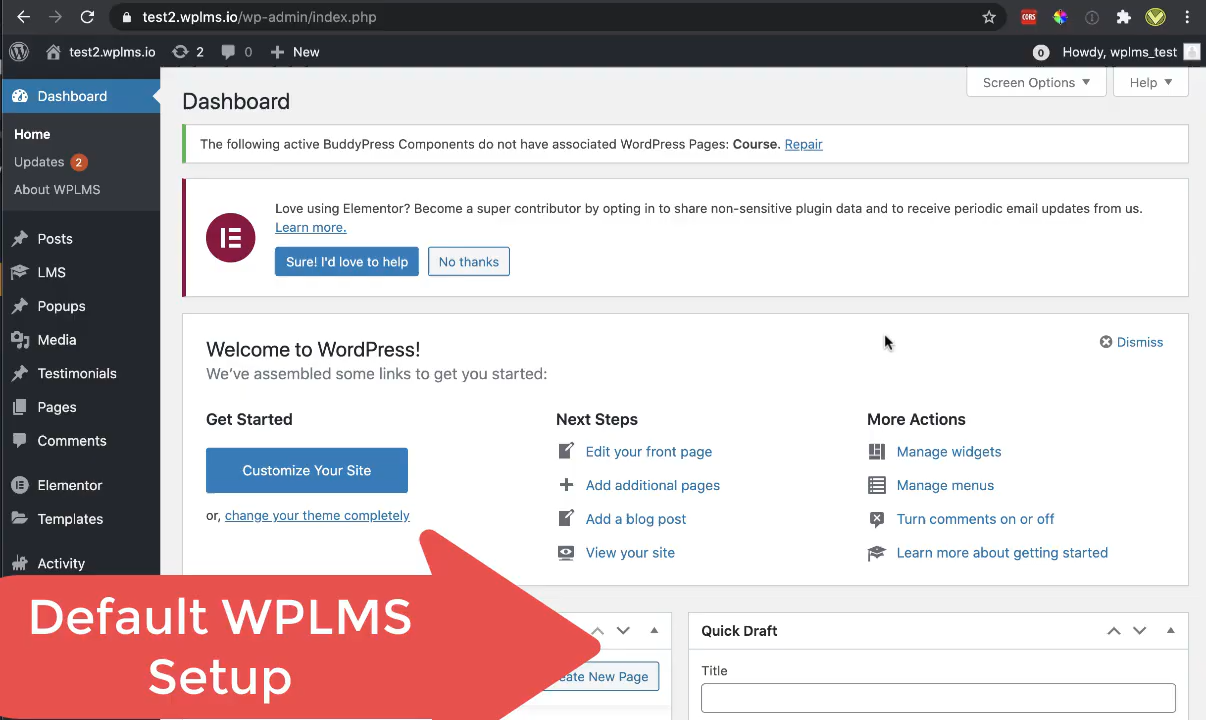 test2.wplms.io/wp-admin/index.php
CORS
test2.wplms.io 2 0 New 0 Howdy, wplms_test
Screen Options Help
Dashboard
Home
Updates 2
About WPLMS
Posts
LMS
Popups
Media
Testimonials
Pages
Comments
Elementor
Templates
Activity
Dashboard
The following active BuddyPress Components do not have associated WordPress Pages: Course. Repair
Love using Elementor? Become a super contributor by opting in to share non-sensitive plugin data and to receive periodic email updates from us.
Learn more.
Sure! I'd love to help No thanks
Welcome to WordPress!
Dismiss
We've assembled some links to get you started:
Get Started
Customize Your Site
or, change your theme completely
Next Steps
Edit your front page
Add additional pages
Add a blog post
View your site
More Actions
Manage widgets
Manage menus
Turn comments on or off
Learn more about getting started
Default WPLMS
Setup
New Page
Quick Draft
Title